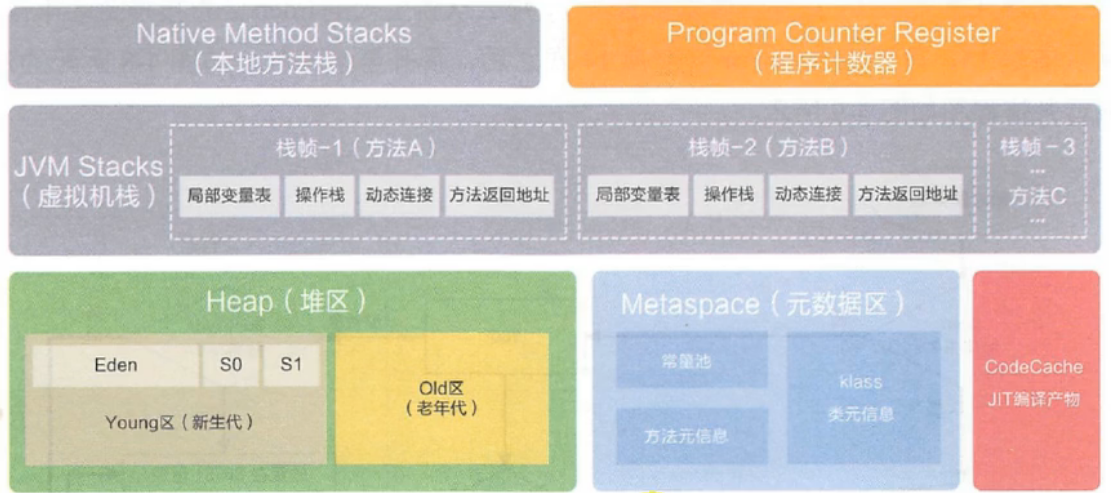 Native Method Stacks
（本地方法栈）
Program Counter Register
（程序计数器）
JVM Stacks
（虚拟机栈）
栈帧-1（方法A）
局部变量表
操作栈
动态连接
方法返回地址
栈帧-2（方法B）
局部变量表
操作栈
动态连接
方法返回地址
栈帧-3
...
方法C
...
Heap（堆区）
Eden
S0
S1
Young区（新生代）
Old区
（老年代）
Metaspace（元数据区）
常量池
方法元信息
klass
类元信息
CodeCache
JIT编译产物